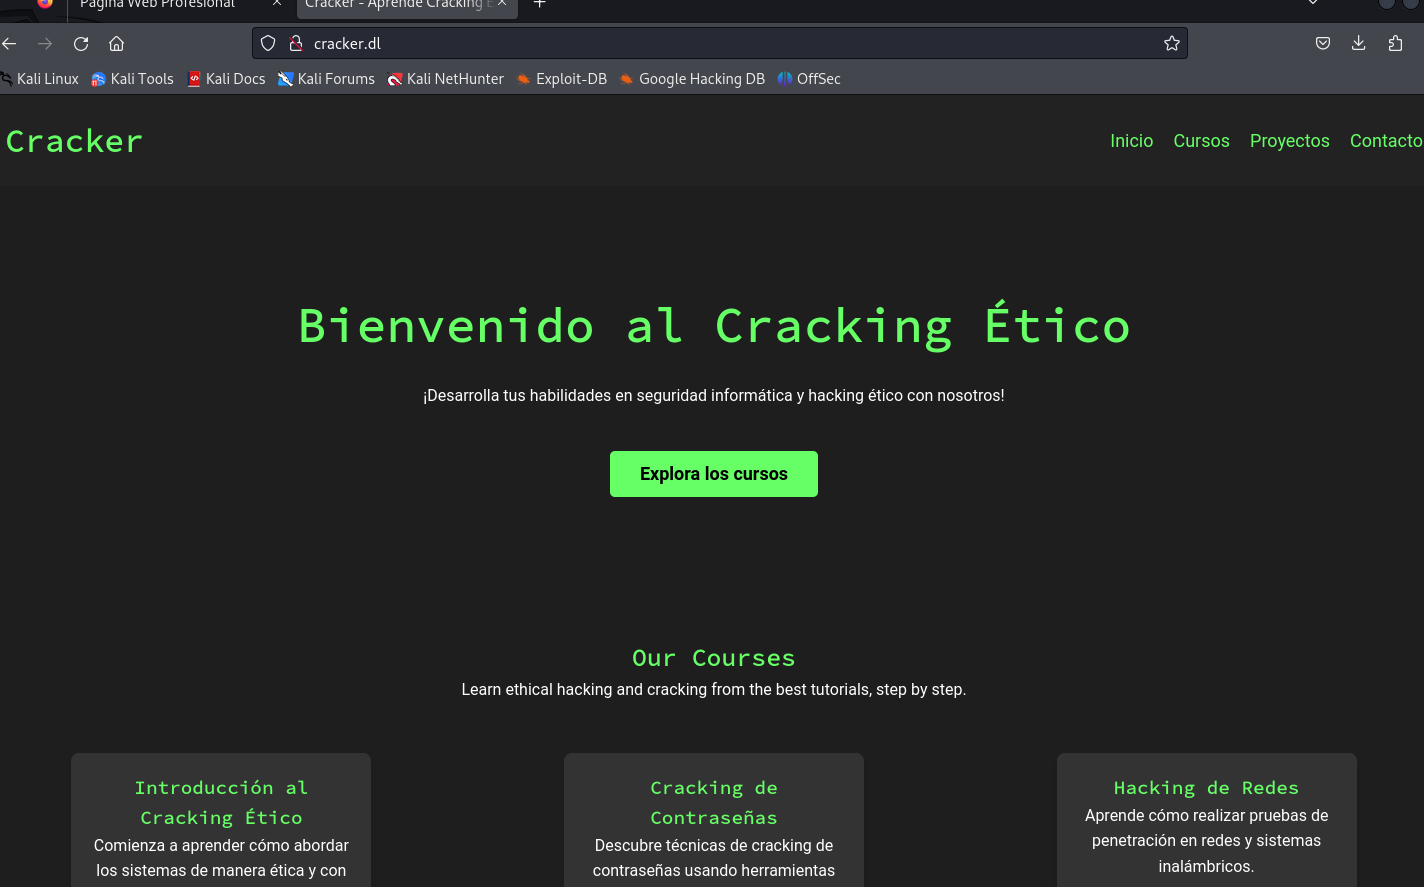 Página Web Profesional
Cracker - Aprende Cracking
cracker.dl
Kali Linux Kali Tools Kali Docs Kali Forums Kali NetHunter Exploit-DB Google Hacking DB OffSec
Cracker
Inicio Cursos Proyectos Contacto
Bienvenido al Cracking Ético
¡Desarrolla tus habilidades en seguridad informática y hacking ético con nosotros!
Explora los cursos
Our Courses
Learn ethical hacking and cracking from the best tutorials, step by step.
Introducción al
Cracking Ético
Comienza a aprender cómo abordar
los sistemas de manera ética y con
Cracking de
Contraseñas
Descubre técnicas de cracking de
contraseñas usando herramientas
Hacking de Redes
Aprende cómo realizar pruebas de
penetración en redes y sistemas
inalámbricos.